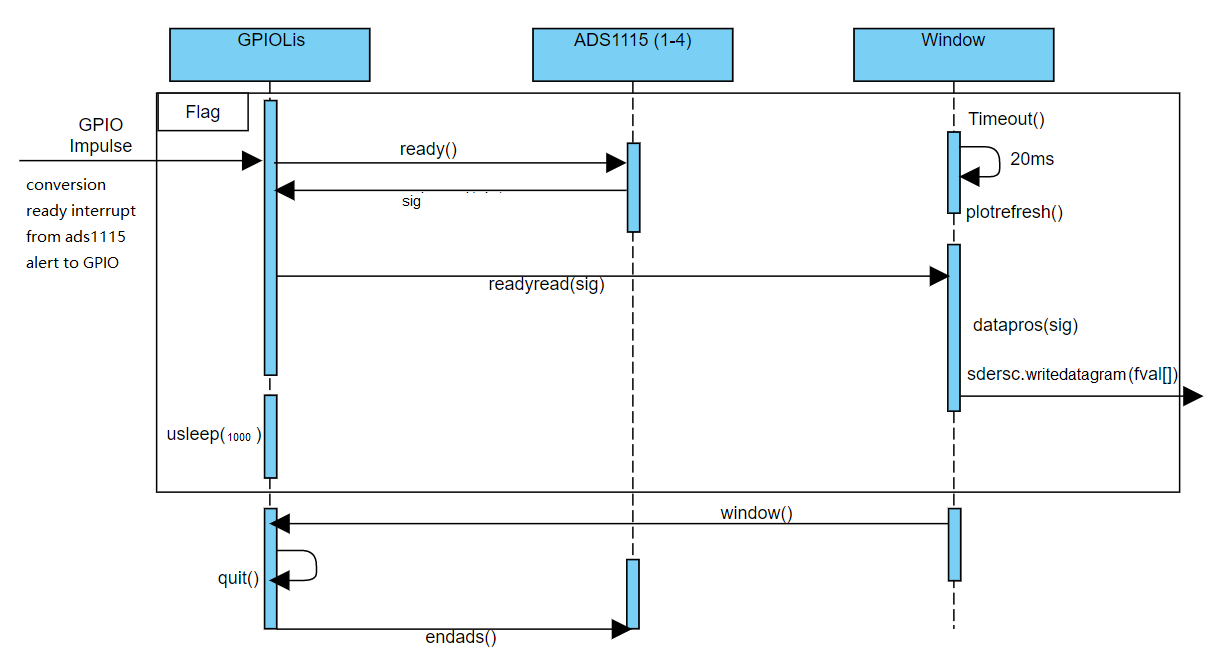 GPIOLis
ADS1115 (1-4)
Window
Flag
GPIO
Impulse
conversion
ready interrupt
from ads1115
alert to GPIO
ready()
sig
Timeout()
20ms
plotrefresh()
readyread(sig)
datapros(sig)
sdersc.writedatagram(fval[])
usleep(1000 )
window()
quit()
endads()